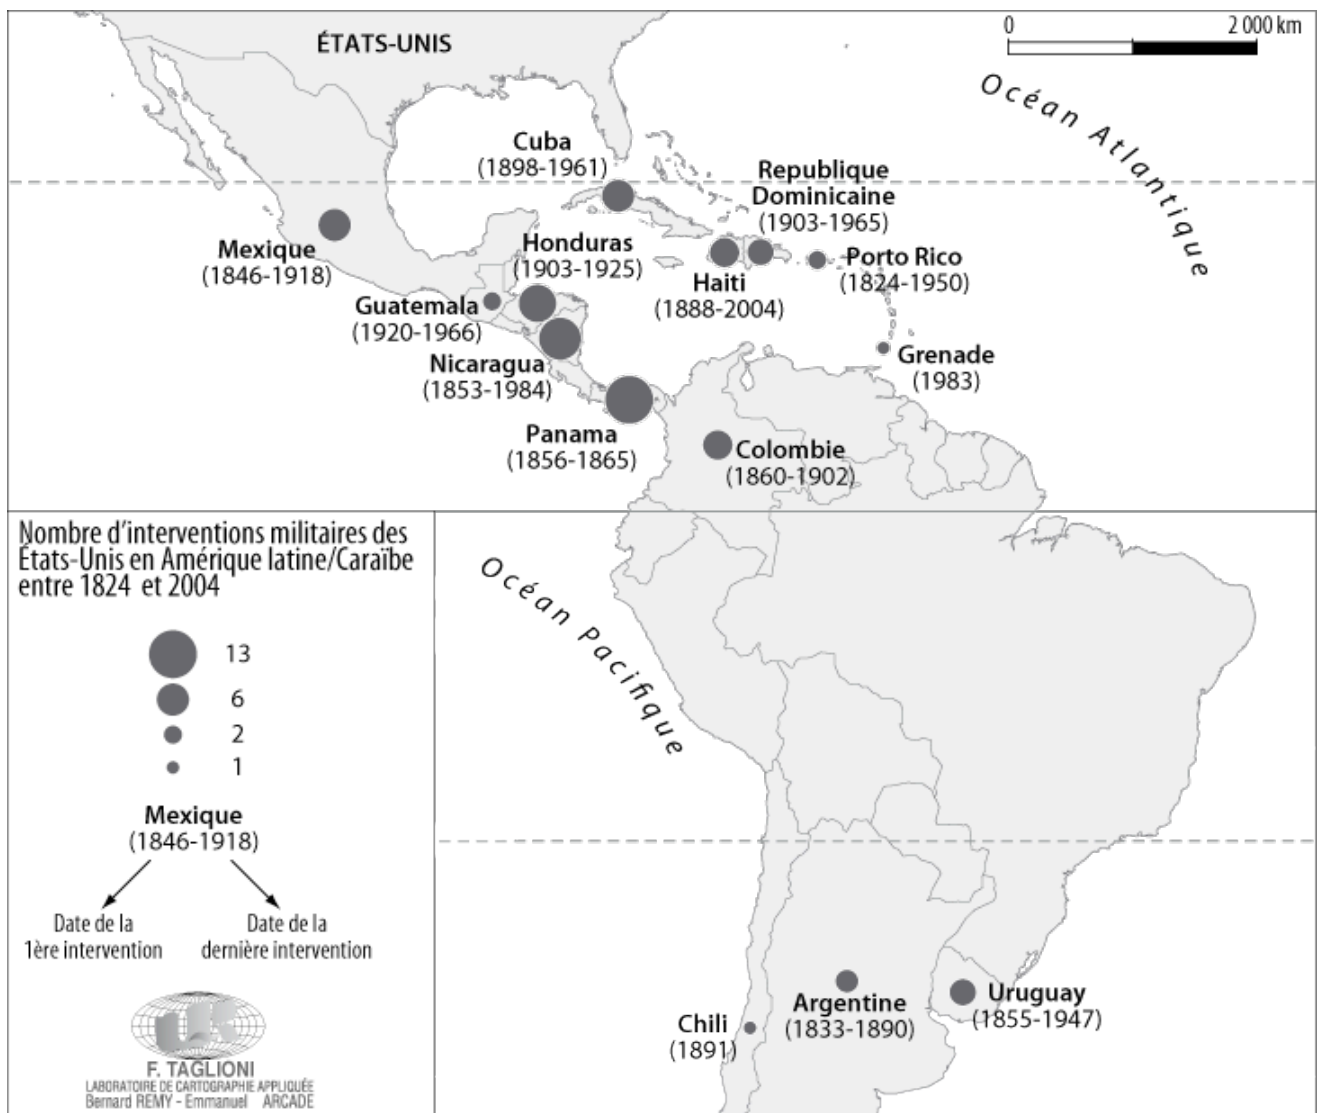 ÉTATS-UNIS
0 2 000 km
Océan Atlantique
Cuba
(1898-1961)
Republique
Dominicaine
(1903-1965)
Mexique
(1846-1918)
Honduras
(1903-1925)
Haiti
(1888-2004)
Porto Rico
(1824-1950)
Guatemala
(1920-1966)
Grenade
(1983)
Nicaragua
(1853-1984)
Panama
(1856-1865)
Colombie
(1860-1902)
Océan Pacifique
Argentine
(1833-1890)
Uruguay
(1855-1947)
Chili
(1891)
Nombre d'interventions militaires des
États-Unis en Amérique latine/Caraïbe
entre 1824 et 2004
13
6
2
1
Mexique
(1846-1918)
Date de la
1ère intervention
Date de la
dernière intervention
F. TAGLIONI
LABORATOIRE DE CARTOGRAPHIE APPLIQUÉE
Bernard REMY - Emmanuel ARCADE